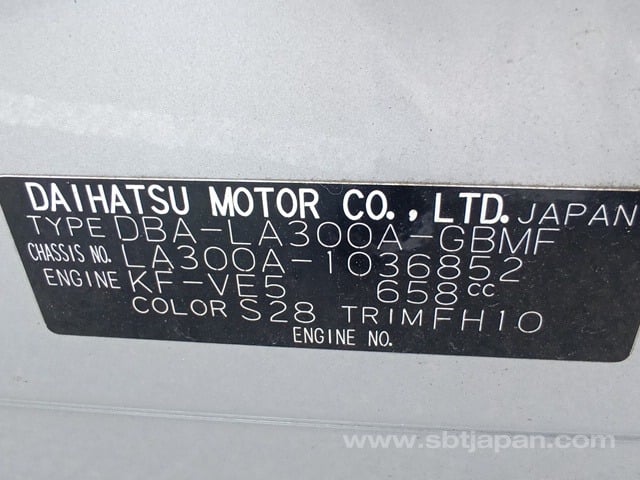 DAIHATSU MOTOR CO., LTD. JAPAN
TYPE DBA-LA300A-GBMF
CHASSIS NO. LA300A-1036852
ENGINE KF-VE5 658cc
COLOR S28 TRIM FH10
ENGINE NO.
www.sbtjapan.com